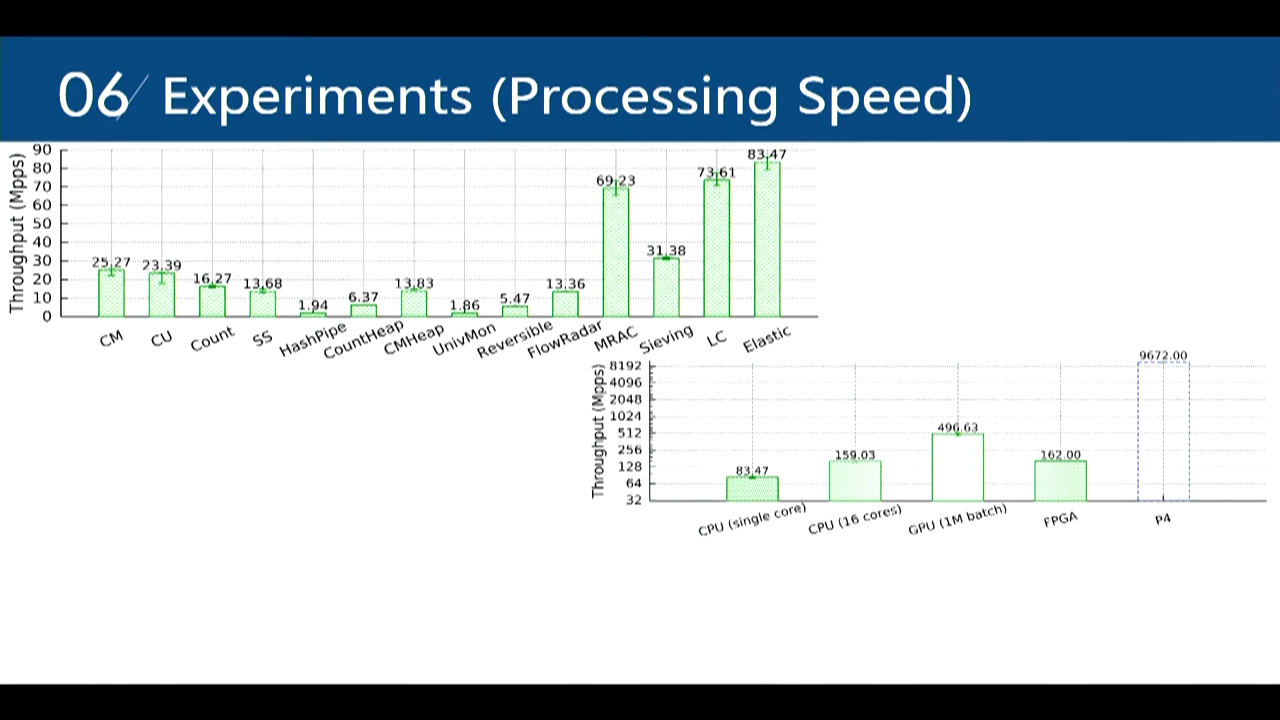 06/ Experiments (Processing Speed)
Throughput (Mpps)
90
80
70
60
50
40
30
20
10
0
25.27 23.39 16.27 13.68 1.94 6.37 13.83 1.86 5.47 13.36 69.23 31.38 73.61 83.47
CM CU Count SS HashPipe CountHeap CMHeap UnivMon Reversible FlowRadar MRAC Sieving LC Elastic
Throughput (Mpps)
8192
4096
2048
1024
512
256
128
64
32
83.47 159.03 496.63 162.00 9672.00
CPU (single core) CPU (16 cores) GPU (1M batch) FPGA P4